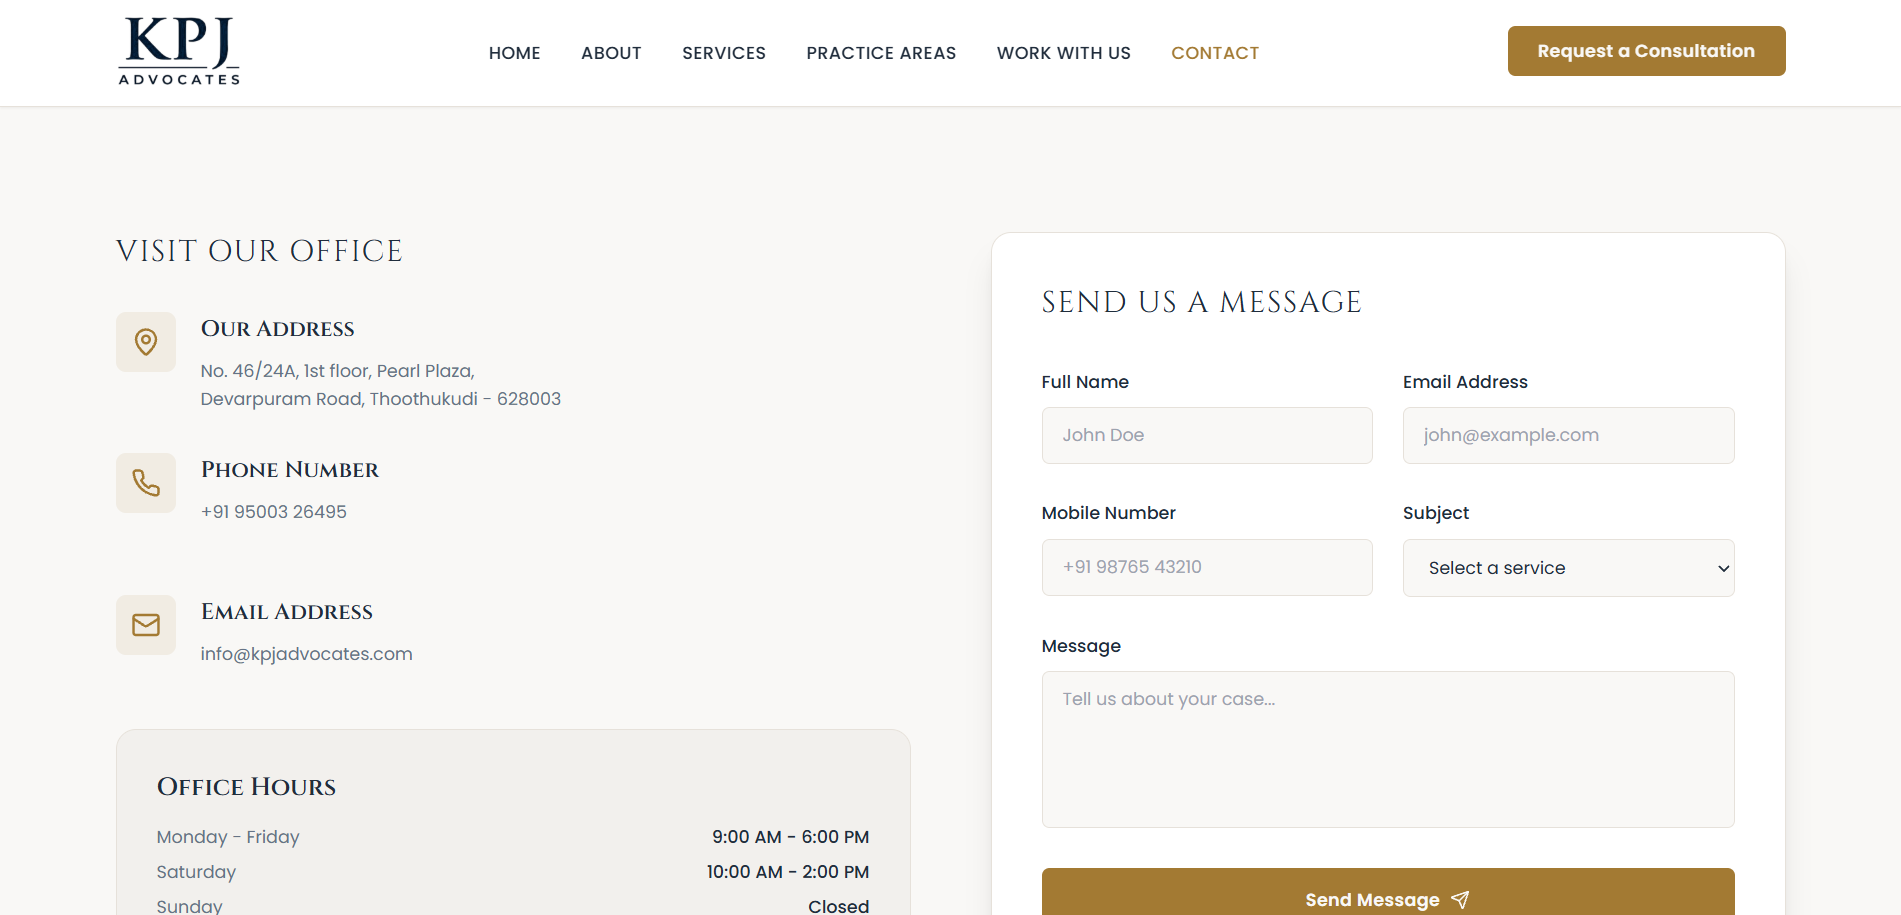 KPJ
ADVOCATES
HOME
ABOUT
SERVICES
PRACTICE AREAS
WORK WITH US
CONTACT
Request a Consultation
VISIT OUR OFFICE
OUR ADDRESS
No. 46/24A, 1st floor, Pearl Plaza,
Devarpuram Road, Thoothukudi - 628003
PHONE NUMBER
+91 95003 26495
EMAIL ADDRESS
info@kpjadvocates.com
OFFICE HOURS
Monday - Friday 9:00 AM - 6:00 PM
Saturday 10:00 AM - 2:00 PM
Sunday Closed
SEND US A MESSAGE
Full Name
John Doe
Email Address
john@example.com
Mobile Number
+91 98765 43210
Subject
Select a service
Message
Tell us about your case...
Send Message